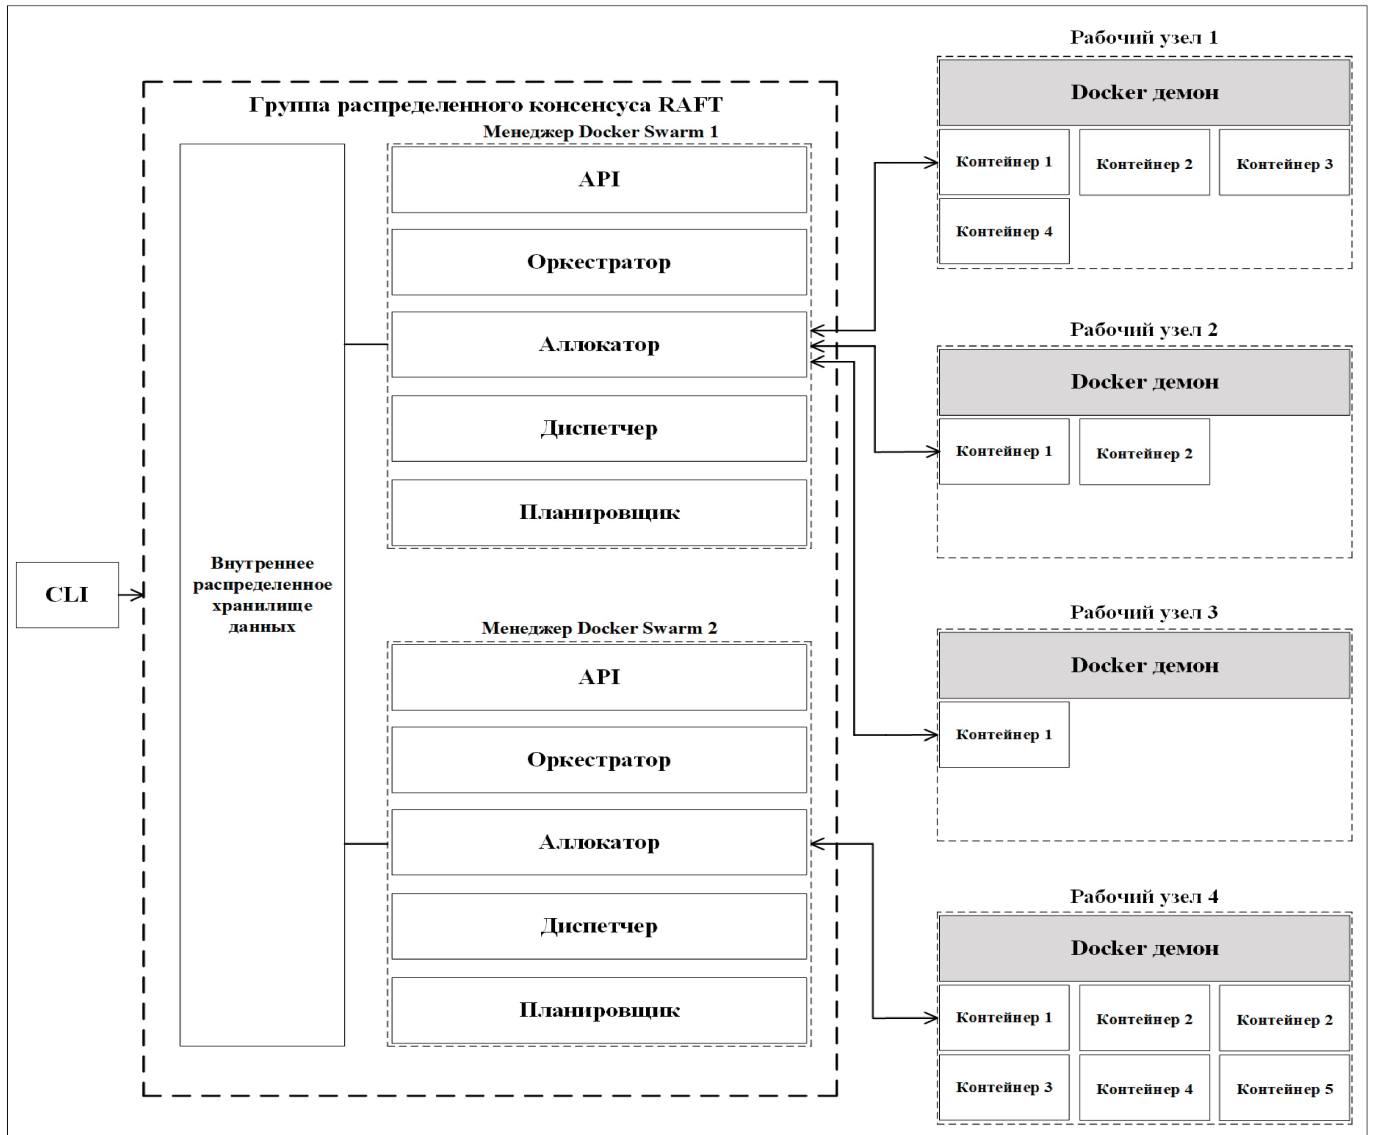 CLI
Группа распределенного консенсуса RAFT
Внутреннее
распределенное
хранилище
данных
Менеджер Docker Swarm 1
API
Оркестратор
Аллокатор
Диспетчер
Планировщик
Менеджер Docker Swarm 2
API
Оркестратор
Аллокатор
Диспетчер
Планировщик
Рабочий узел 1
Docker демон
Контейнер 1
Контейнер 2
Контейнер 3
Контейнер 4
Рабочий узел 2
Docker демон
Контейнер 1
Контейнер 2
Рабочий узел 3
Docker демон
Контейнер 1
Рабочий узел 4
Docker демон
Контейнер 1
Контейнер 2
Контейнер 2
Контейнер 3
Контейнер 4
Контейнер 5